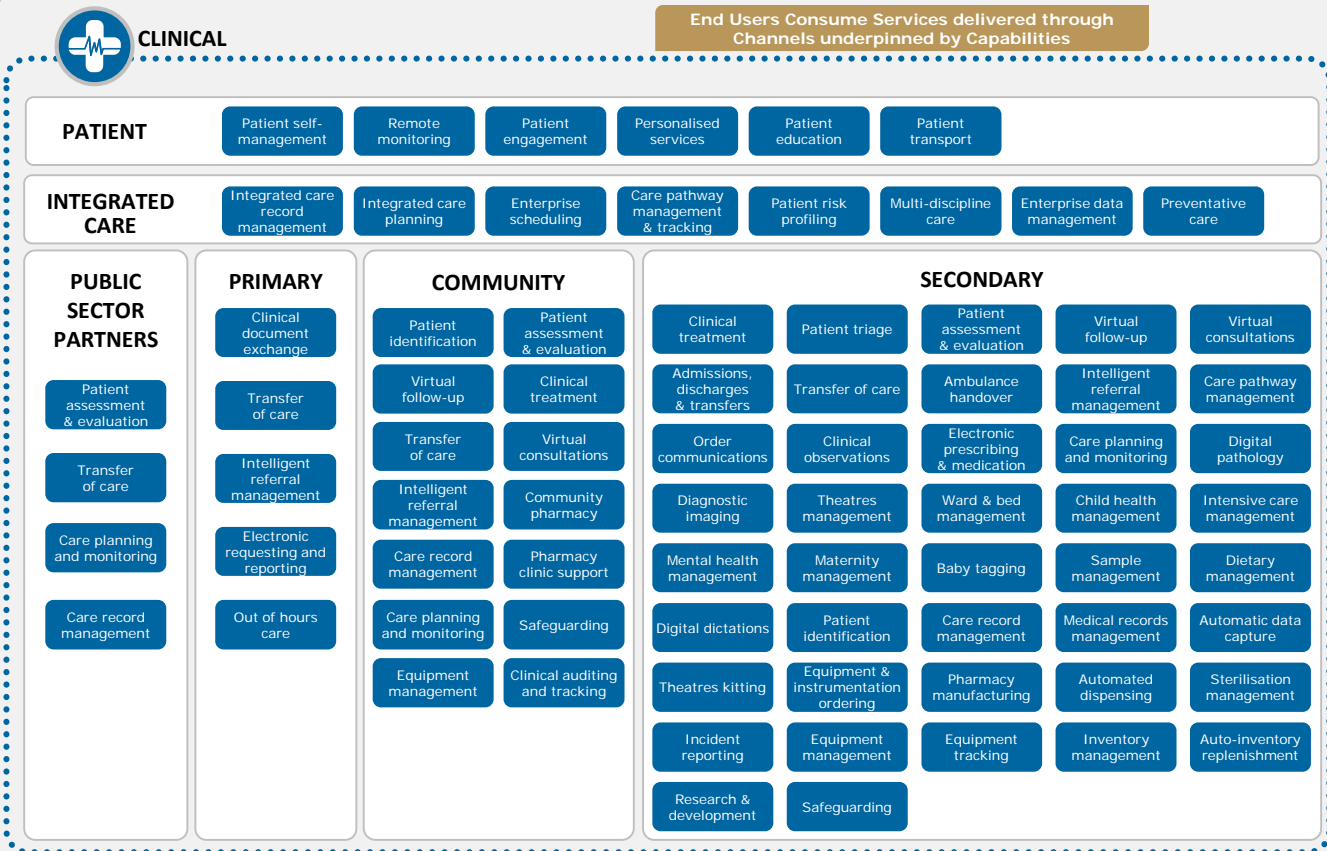 CLINICAL
End Users Consume Services delivered through
Channels underpinned by Capabilities
PATIENT
Patient self-
management
Remote
monitoring
Patient
engagement
Personalised
services
Patient
education
Patient
transport
INTEGRATED
CARE
Integrated care
record
management
Integrated care
planning
Enterprise
scheduling
Care pathway
management
& tracking
Patient risk
profiling
Multi-discipline
care
Enterprise data
management
Preventative
care
PUBLIC
SECTOR
PARTNERS
Patient
assessment
& evaluation
Transfer
of care
Care planning
and monitoring
Care record
management
PRIMARY
Clinical
document
exchange
Transfer
of care
Intelligent
referral
management
Electronic
requesting and
reporting
Out of hours
care
COMMUNITY
Patient
identification
Patient
assessment
& evaluation
Virtual
follow-up
Clinical
treatment
Transfer
of care
Virtual
consultations
Intelligent
referral
management
Community
pharmacy
Care record
management
Pharmacy
clinic support
Care planning
and monitoring
Safeguarding
Equipment
management
Clinical auditing
and tracking
SECONDARY
Clinical
treatment
Patient triage
Patient
assessment
& evaluation
Virtual
follow-up
Virtual
consultations
Admissions,
discharges
& transfers
Transfer of care
Ambulance
handover
Intelligent
referral
management
Care pathway
management
Order
communications
Clinical
observations
Electronic
prescribing
& medication
Care planning
and monitoring
Digital
pathology
Diagnostic
imaging
Theatres
management
Ward & bed
management
Child health
management
Intensive care
management
Mental health
management
Maternity
management
Baby tagging
Sample
management
Dietary
management
Digital dictations
Patient
identification
Care record
management
Medical records
management
Automatic data
capture
Theatres kitting
Equipment &
instrumentation
ordering
Pharmacy
manufacturing
Automated
dispensing
Sterilisation
management
Incident
reporting
Equipment
management
Equipment
tracking
Inventory
management
Auto-inventory
replenishment
Research &
development
Safeguarding